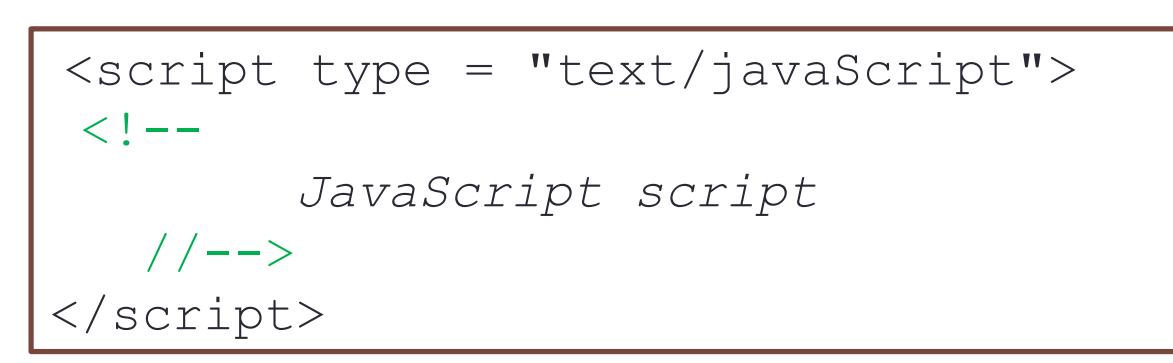 <script type = "text/javaScript">
<!--
JavaScript script
//-->
</script>